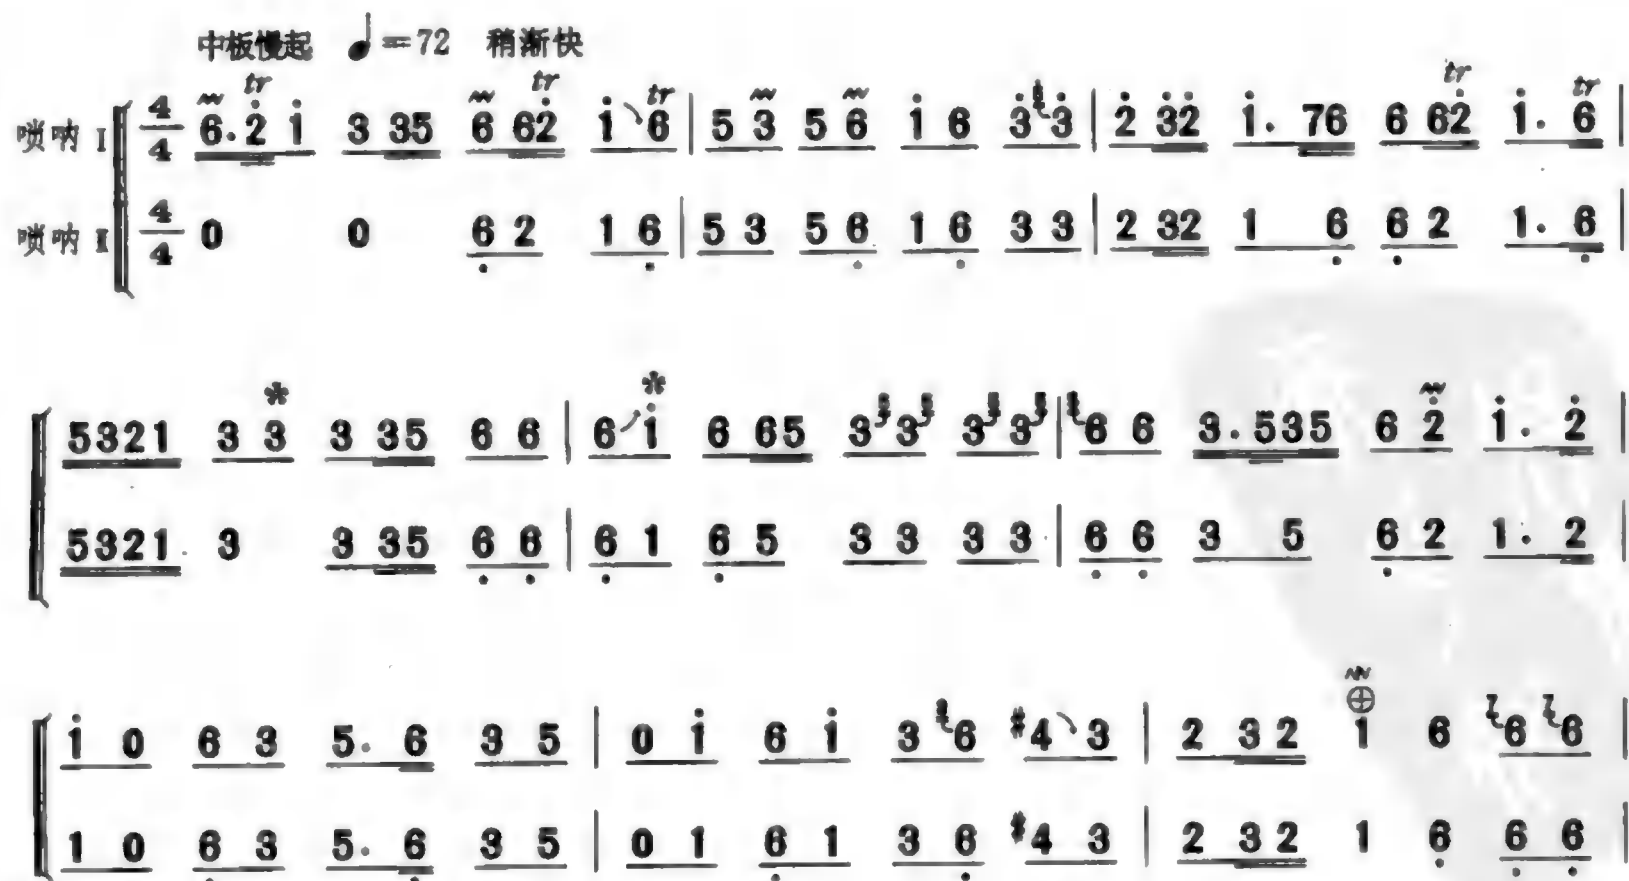 中板慢起 ♩=72 稍渐快
唢呐 I 4/4 6.2̇ 1̇ 3 35 6 62̇ 1̇ 6 | 5 3 5 6 1̇ 6 3̇ 3̇ | 2̇ 3̇2̇ 1̇. 76 6 62̇ 1̇. 6 |
唢呐 II 4/4 0 0 6̣ 2 1 6̣ | 5 3 5 6̣ 1 6̣ 3 3 | 2 32 1 6̣ 6̣ 2 1. 6̣ |
5321 3 3 3 35 6 6 | 6 1̇ 6 65 3 3 3 3 | 6 6 3.535 6 2̇ 1̇. 2̇ |
5321 3 3 35 6̣ 6̣ | 6̣ 1 6̣ 5 3 3 3 3 | 6̣ 6̣ 3 5 6̣ 2 1. 2 |
1̇ 0 6 3 5. 6 3 5 | 0 1̇ 6 1̇ 3 6 #4 3 | 2 32 1 6 6 6 |
1 0 6̣ 3 5. 6̣ 3 5 | 0 1 6̣ 1 3 6̣ #4 3 | 2 32 1 6̣ 6̣ 6̣ |